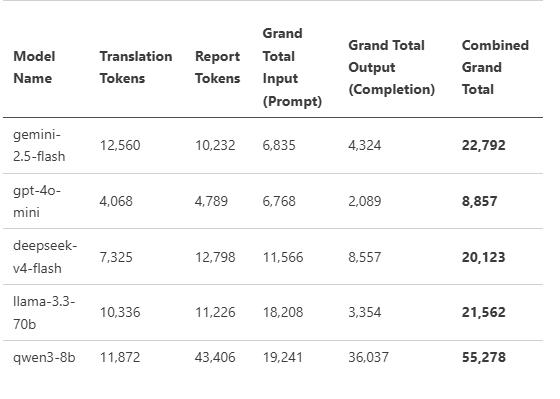 Model Name | Translation Tokens | Report Tokens | Grand Total Input (Prompt) | Grand Total Output (Completion) | Combined Grand Total
gemini-2.5-flash | 12,560 | 10,232 | 6,835 | 4,324 | 22,792
gpt-4o-mini | 4,068 | 4,789 | 6,768 | 2,089 | 8,857
deepseek-v4-flash | 7,325 | 12,798 | 11,566 | 8,557 | 20,123
llama-3.3-70b | 10,336 | 11,226 | 18,208 | 3,354 | 21,562
qwen3-8b | 11,872 | 43,406 | 19,241 | 36,037 | 55,278